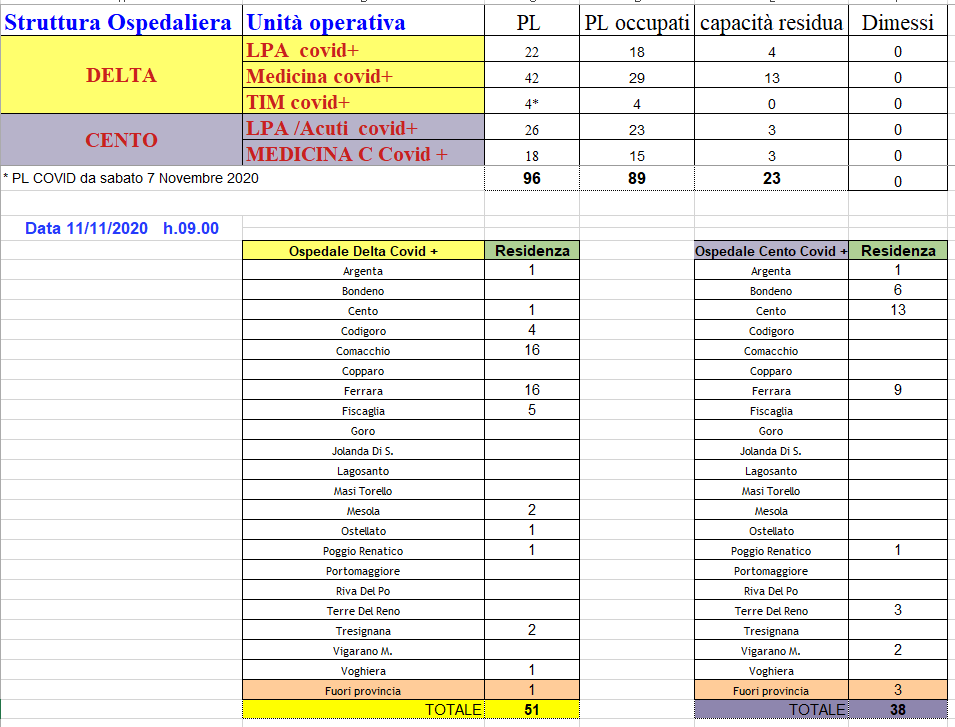 Struttura Ospedaliera Unità operativa PL PL occupati capacità residua Dimessi
DELTA
LPA covid+ 22 18 4 0
Medicina covid+ 42 29 13 0
TIM covid+ 4* 4 0 0
CENTO
LPA /Acuti covid+ 26 23 3 0
MEDICINA C Covid + 18 15 3 0
* PL COVID da sabato 7 Novembre 2020 96 89 23 0
Data 11/11/2020 h.09.00
Ospedale Delta Covid + Residenza Ospedale Cento Covid + Residenza
Argenta 1 Argenta 1
Bondeno Bondeno 6
Cento 1 Cento 13
Codigoro 4 Codigoro
Comacchio 16 Comacchio
Copparo Copparo
Ferrara 16 Ferrara 9
Fiscaglia 5 Fiscaglia
Goro Goro
Jolanda Di S. Jolanda Di S.
Lagosanto Lagosanto
Masi Torello Masi Torello
Mesola 2 Mesola
Ostellato 1 Ostellato
Poggio Renatico 1 Poggio Renatico 1
Portomaggiore Portomaggiore
Riva Del Po Riva Del Po
Terre Del Reno Terre Del Reno 3
Tresignana 2 Tresignana
Vigarano M. Vigarano M. 2
Voghiera 1 Voghiera
Fuori provincia 1 Fuori provincia 3
TOTALE 51 TOTALE 38